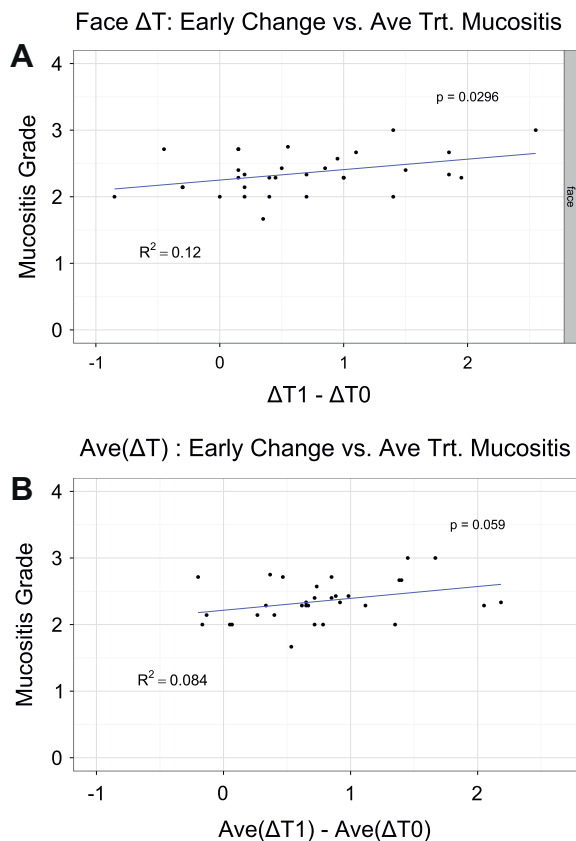 Face ΔT: Early Change vs. Ave Trt. Mucositis
A
4
3
2
1
0
Mucositis Grade
p = 0.0296
R² = 0.12
face
-1 0 1 2
ΔT1 - ΔT0
Ave(ΔT) : Early Change vs. Ave Trt. Mucositis
B
4
3
2
1
0
Mucositis Grade
p = 0.059
R² = 0.084
-1 0 1 2
Ave(ΔT1) - Ave(ΔT0)